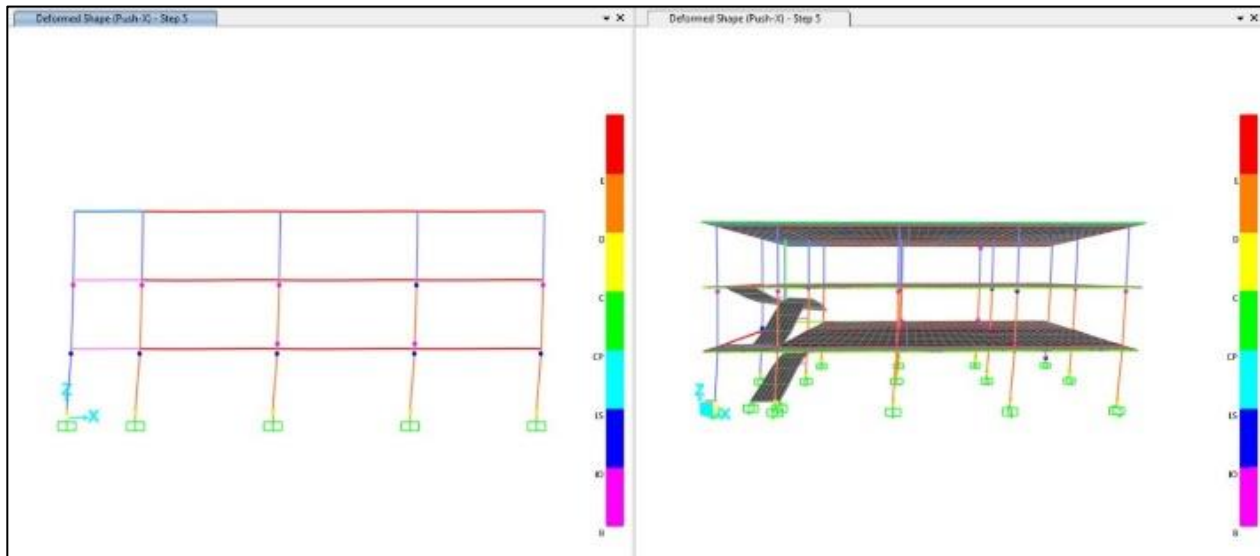 Deformed Shape (Push-X) - Step 5
E
D
C
CP
LS
IO
B
Z
X
Deformed Shape (Push-X) - Step 5
E
D
C
CP
LS
IO
B
Z
X